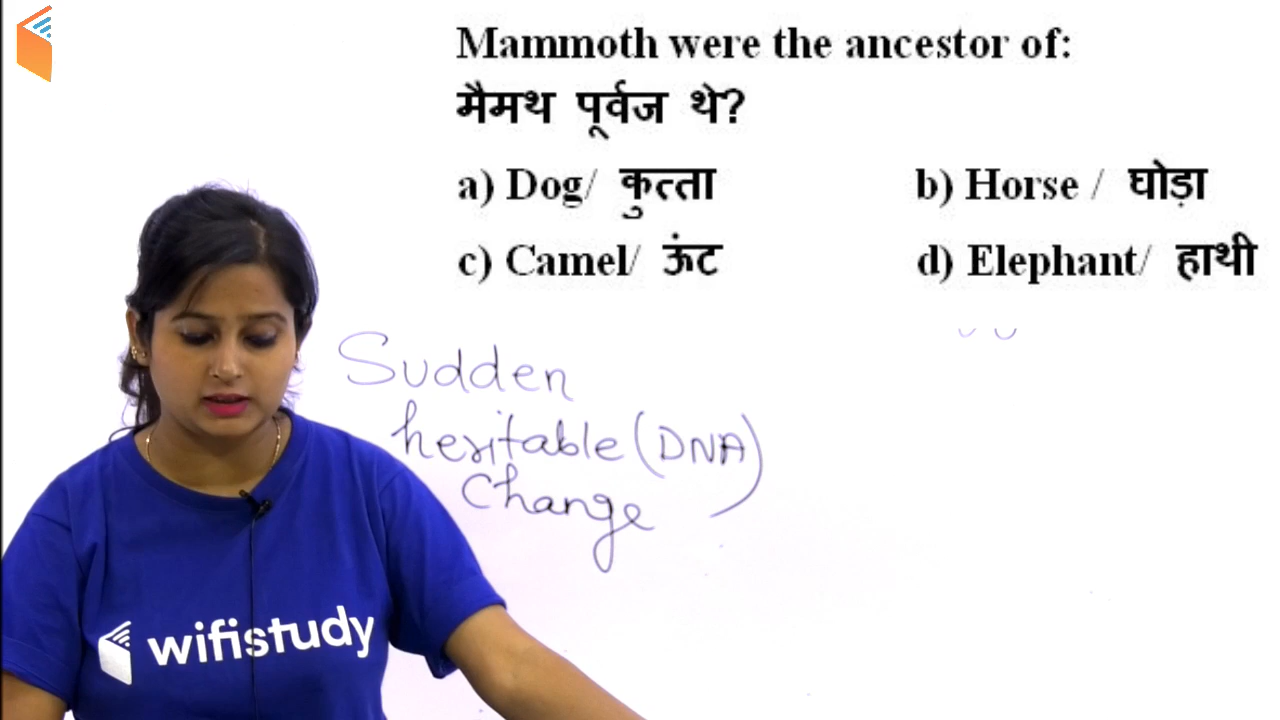 Mammoth were the ancestor of:
मैमथ पूर्वज थे?
a) Dog/ कुत्ता
b) Horse / घोड़ा
c) Camel/ ऊंट
d) Elephant/ हाथी
Sudden
heritable (DNA)
Change
wifistudy